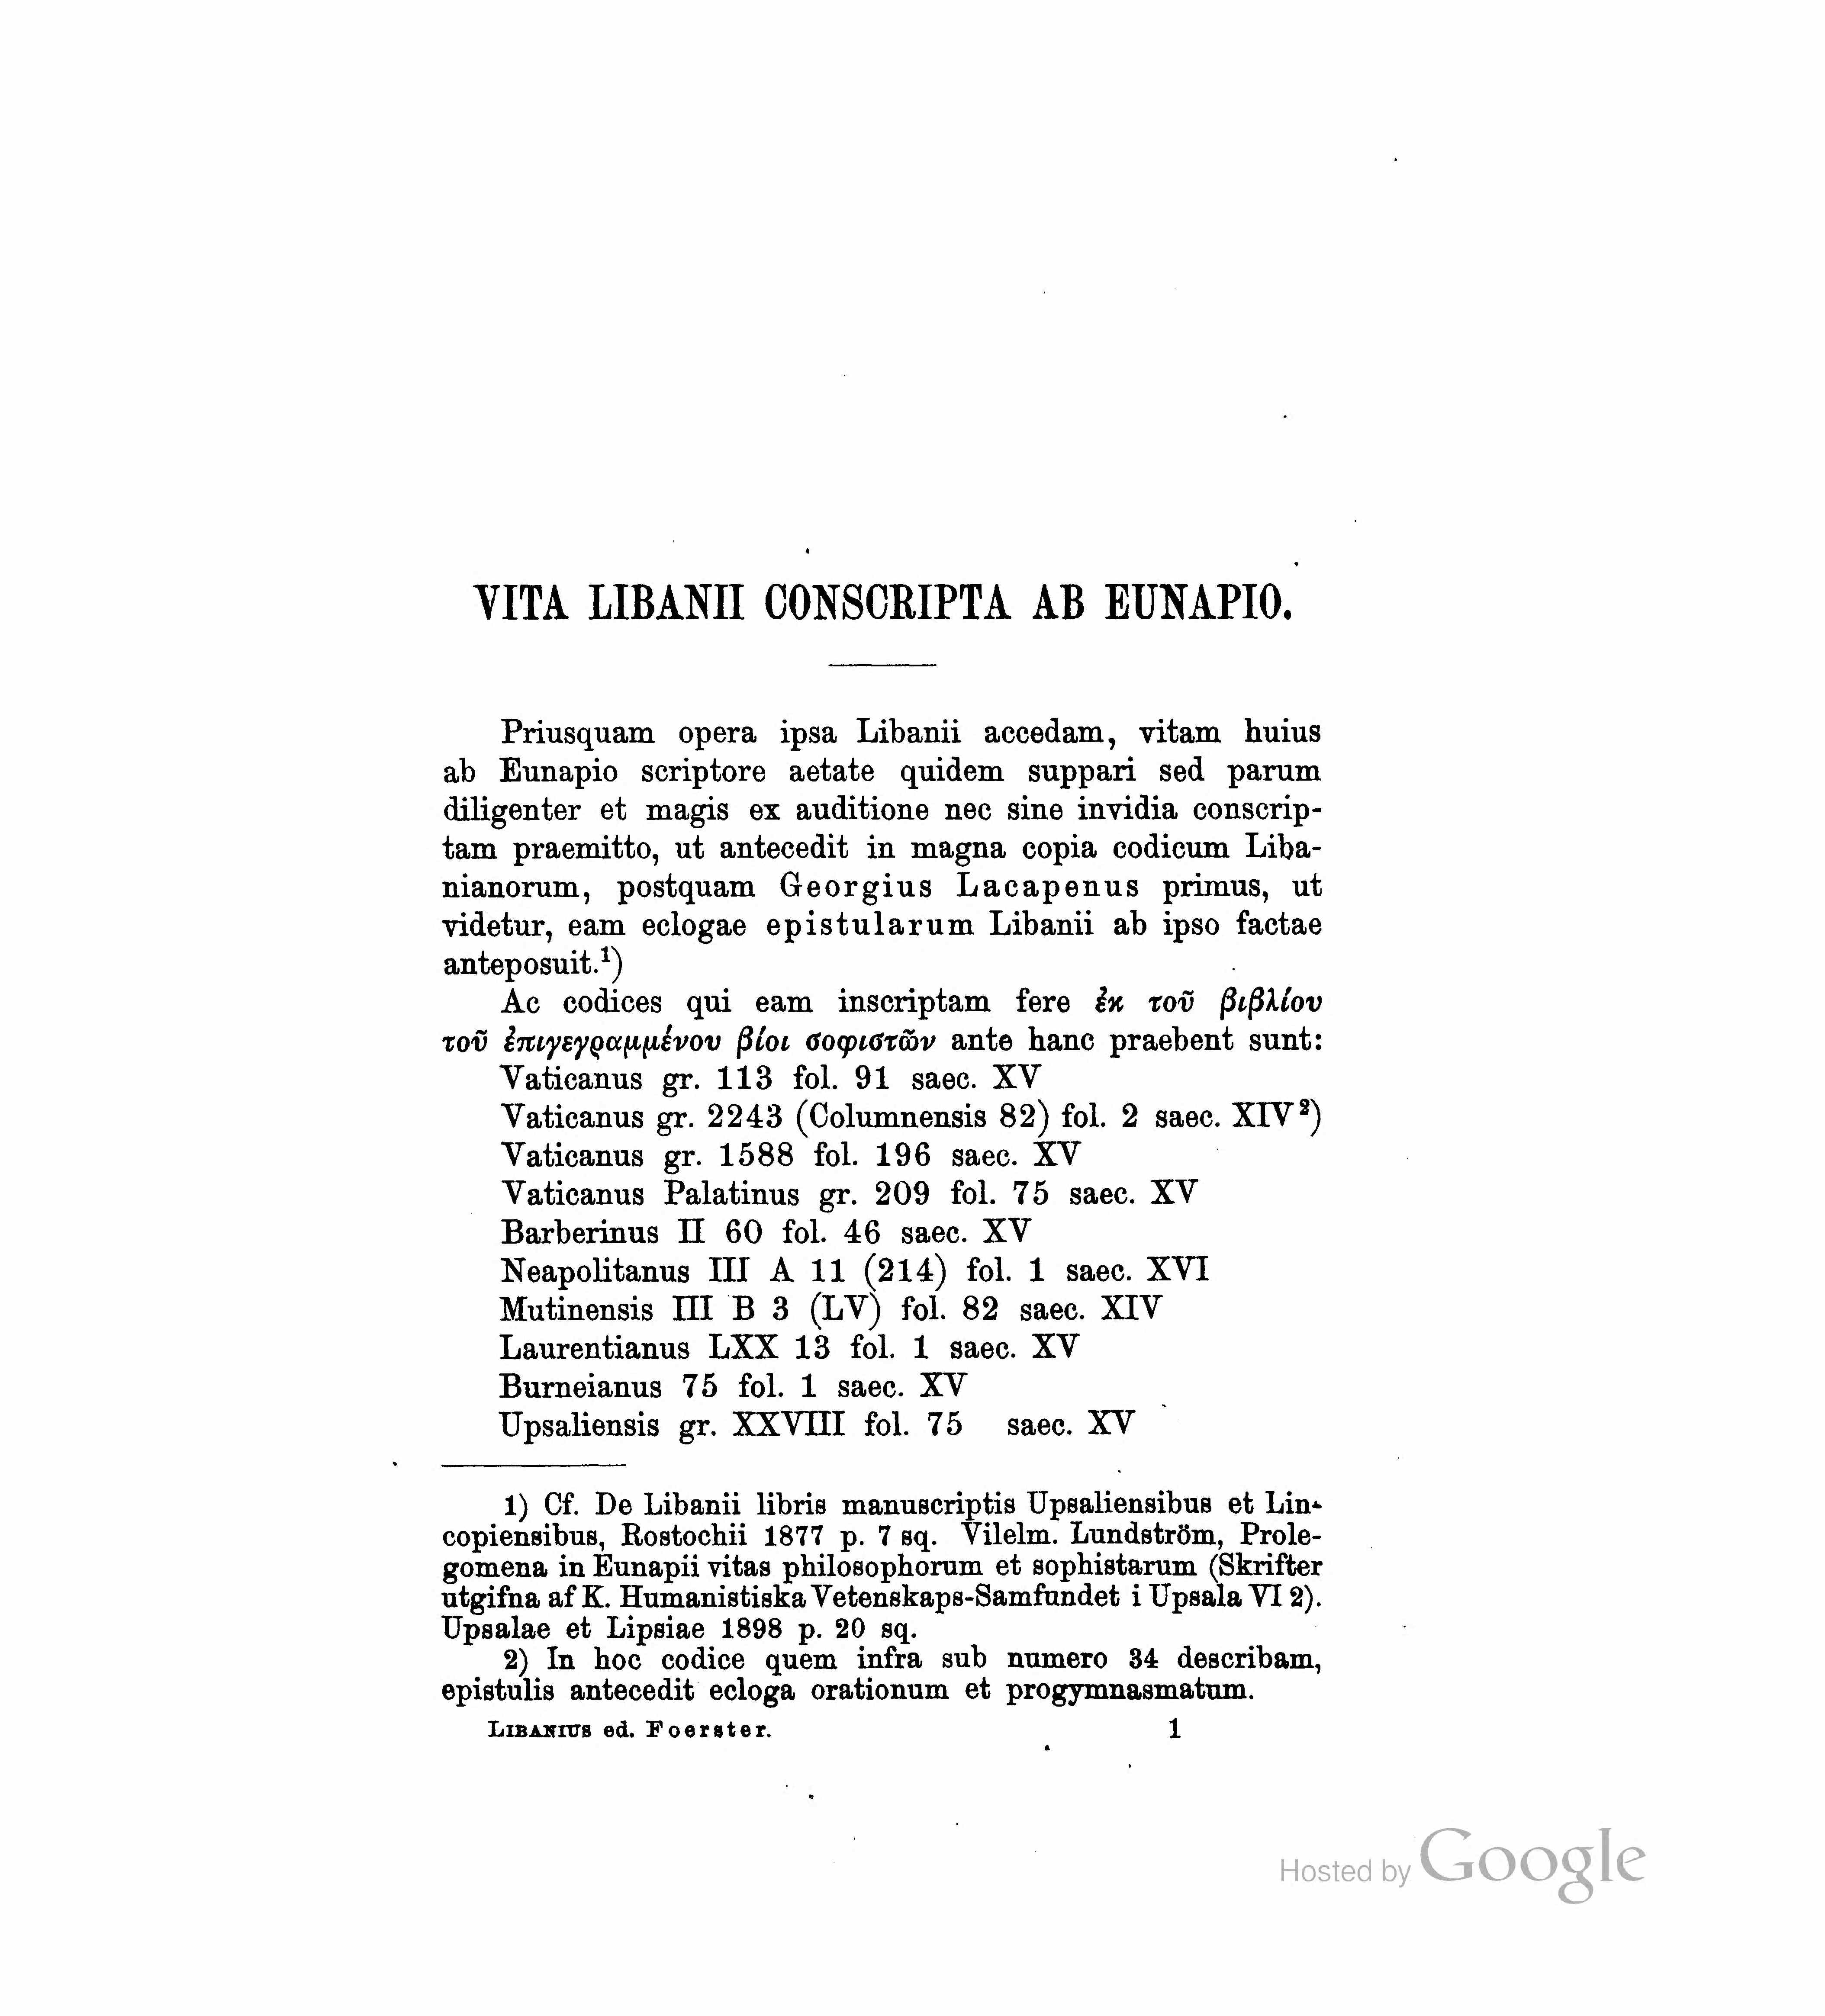 VITA LIBANII CONSCRIPTA AB EUNAPIO.
Priusquam opera ipsa Libanii accedam, vitam huius
ab Eunapio scriptore aetate quidem suppari sed parum
diligenter et magis ex auditione nec sine invidia conscrip-
tam praemitto, ut antecedit in magna copia codicum Liba-
nianorum, postquam Georgius Lacapenus primus, ut
videtur, eam eclogae epistularum Libanii ab ipso factae
anteposuit.¹)
Ac codices qui eam inscriptam fere ἐκ τοῦ βιβλίου
τοῦ ἐπιγεγραμμένου βίοι σοφιστῶν ante hanc praebent sunt:
Vaticanus gr. 113 fol. 91 saec. XV
Vaticanus gr. 2243 (Columnensis 82) fol. 2 saec. XIV²)
Vaticanus gr. 1588 fol. 196 saec. XV
Vaticanus Palatinus gr. 209 fol. 75 saec. XV
Barberinus II 60 fol. 46 saec. XV
Neapolitanus III A 11 (214) fol. 1 saec. XVI
Mutinensis III B 3 (LV) fol. 82 saec. XIV
Laurentianus LXX 13 fol. 1 saec. XV
Burneianus 75 fol. 1 saec. XV
Upsaliensis gr. XXVIII fol. 75 saec. XV
1) Cf. De Libanii libris manuscriptis Upsaliensibus et Lin-
copiensibus, Rostochii 1877 p. 7 sq. Vilelm. Lundström, Prole-
gomena in Eunapii vitas philosophorum et sophistarum (Skrifter
utgifna af K. Humanistiska Vetenskaps-Samfundet i Upsala VI 2).
Upsalae et Lipsiae 1898 p. 20 sq.
2) In hoc codice quem infra sub numero 34 describam,
epistulis antecedit ecloga orationum et progymnasmatum.
LIBANIUS ed. Foerster. 1
Hosted by Google